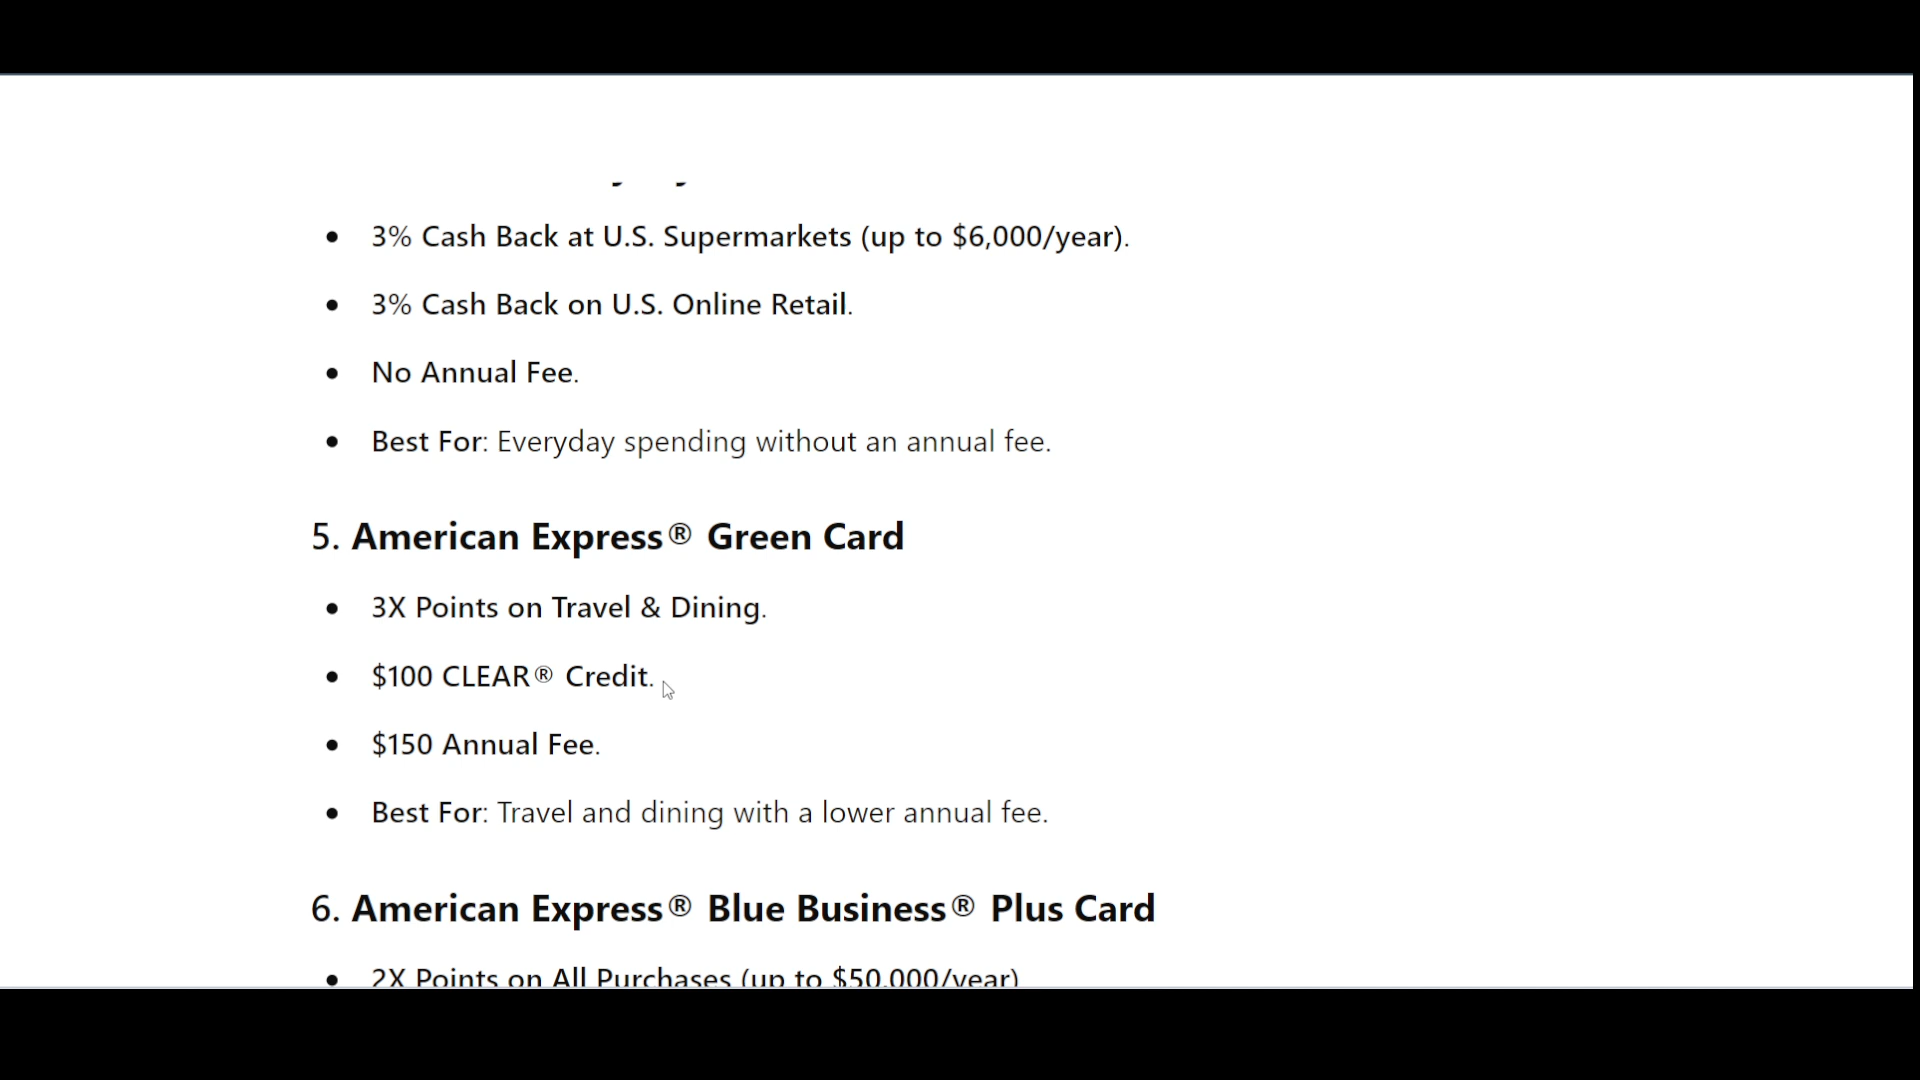 • 3% Cash Back at U.S. Supermarkets (up to $6,000/year).
• 3% Cash Back on U.S. Online Retail.
• No Annual Fee.
• Best For: Everyday spending without an annual fee.
5. American Express® Green Card
• 3X Points on Travel & Dining.
• $100 CLEAR® Credit.
• $150 Annual Fee.
• Best For: Travel and dining with a lower annual fee.
6. American Express® Blue Business® Plus Card
• 2X Points on All Purchases (up to $50,000/year)